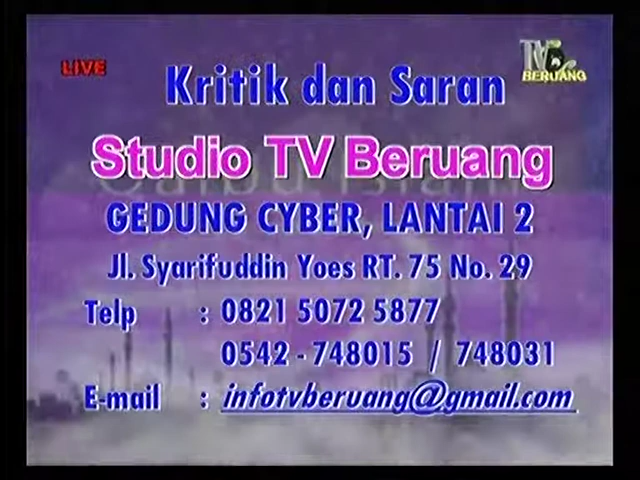 LIVE
TV
BERUANG
Kritik dan Saran
Studio TV Beruang
GEDUNG CYBER, LANTAI 2
Jl. Syarifuddin Yoes RT. 75 No. 29
Telp : 0821 5072 5877
0542 - 748015 / 748031
E-mail : infotvberuang@gmail.com